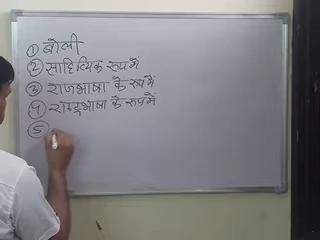 ① बोली
② साहित्यिक रूप में
③ राजभाषा के रूप में
④ राष्ट्रभाषा के रूप में
⑤